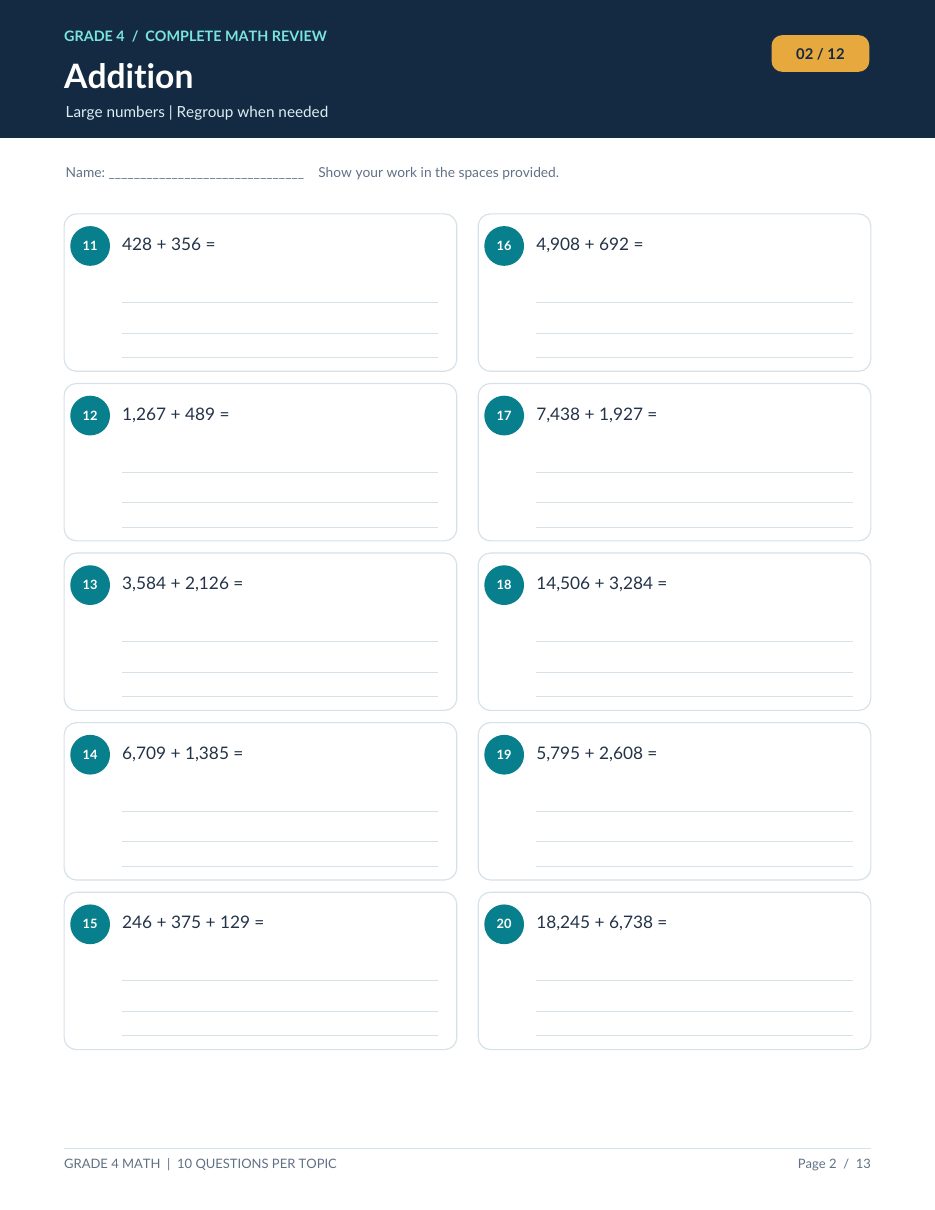 GRADE 4 / COMPLETE MATH REVIEW
02 / 12
Addition
Large numbers | Regroup when needed
Name: ______________________________ Show your work in the spaces provided.
11 428 + 356 =
12 1,267 + 489 =
13 3,584 + 2,126 =
14 6,709 + 1,385 =
15 246 + 375 + 129 =
16 4,908 + 692 =
17 7,438 + 1,927 =
18 14,506 + 3,284 =
19 5,795 + 2,608 =
20 18,245 + 6,738 =
GRADE 4 MATH | 10 QUESTIONS PER TOPIC
Page 2 / 13